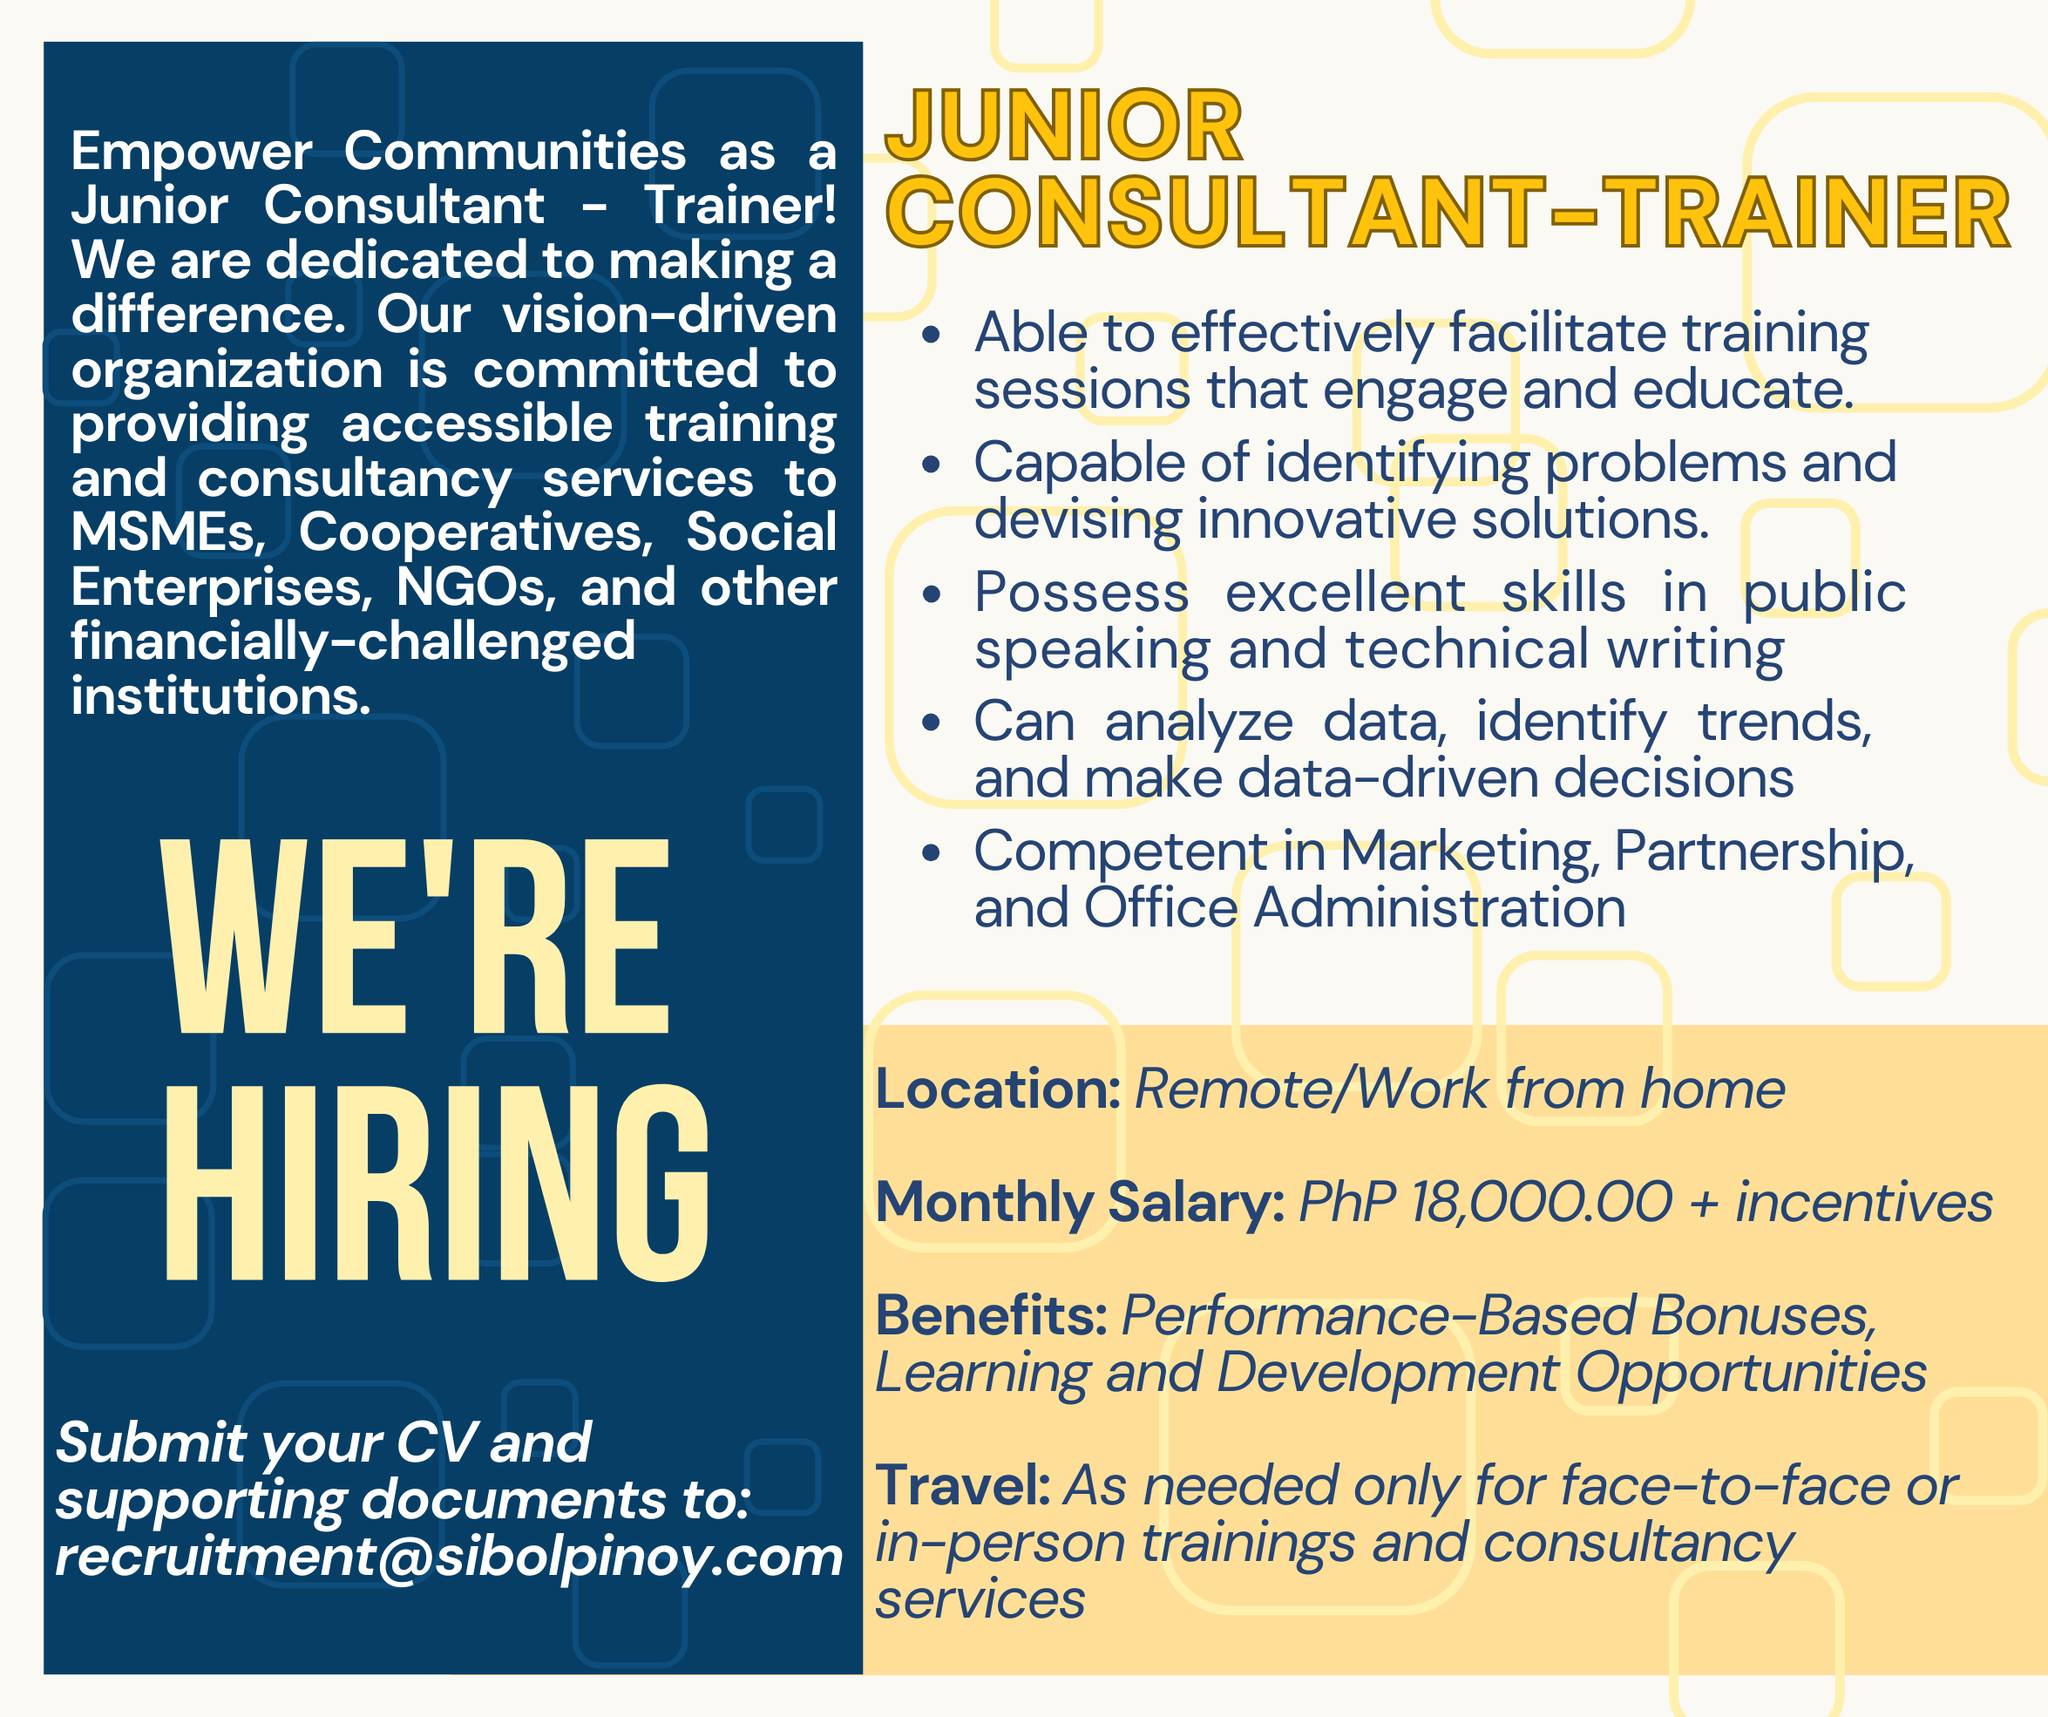 Empower Communities as a
Junior Consultant - Trainer!
We are dedicated to making a
difference. Our vision-driven
organization is committed to
providing accessible training
and consultancy services to
MSMEs, Cooperatives, Social
Enterprises, NGOs, and other
financially-challenged
institutions.
WE'RE
HIRING
Submit your CV and
supporting documents to:
recruitment@sibolpinoy.com
JUNIOR
CONSULTANT-TRAINER
• Able to effectively facilitate training
sessions that engage and educate.
• Capable of identifying problems and
devising innovative solutions.
• Possess excellent skills in public
speaking and technical writing
• Can analyze data, identify trends,
and make data-driven decisions
• Competent in Marketing, Partnership,
and Office Administration
Location: Remote/Work from home
Monthly Salary: PhP 18,000.00 + incentives
Benefits: Performance-Based Bonuses,
Learning and Development Opportunities
Travel: As needed only for face-to-face or
in-person trainings and consultancy
services